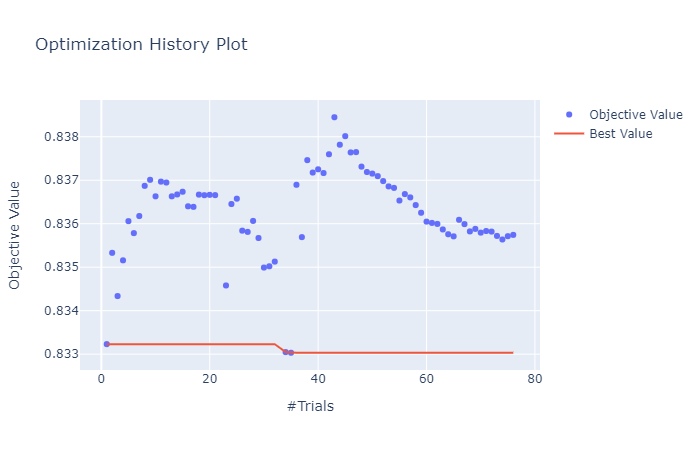 Optimization History Plot
Objective Value
Best Value
0.838
0.837
0.836
0.835
0.834
0.833
Objective Value
0
20
40
60
80
#Trials